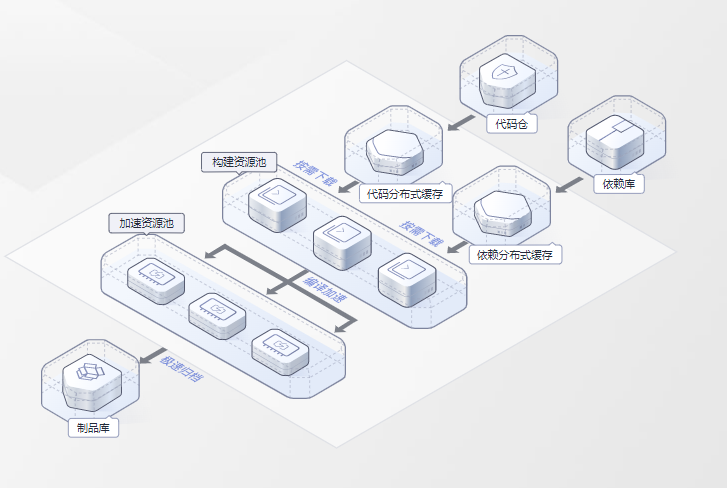 代码仓
依赖库
构建资源池
按需下载
代码分布式缓存
加速资源池
按需下载
依赖分布式缓存
编译加速
极速归档
制品库